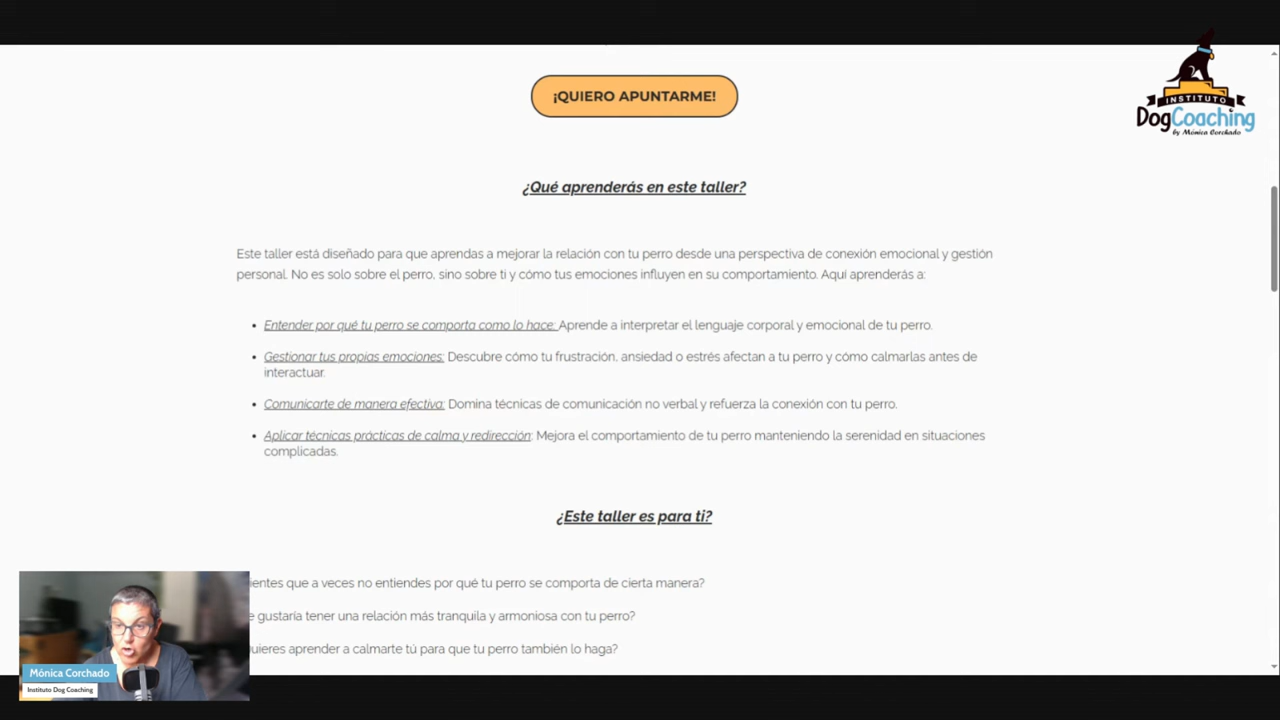 ¡QUIERO APUNTARME!
INSTITUTO
DogCoaching
by Mónica Corchado
¿Qué aprenderás en este taller?
Este taller está diseñado para que aprendas a mejorar la relación con tu perro desde una perspectiva de conexión emocional y gestión
personal. No es solo sobre el perro, sino sobre ti y cómo tus emociones influyen en su comportamiento. Aquí aprenderás a:
• Entender por qué tu perro se comporta como lo hace: Aprende a interpretar el lenguaje corporal y emocional de tu perro.
• Gestionar tus propias emociones: Descubre cómo tu frustración, ansiedad o estrés afectan a tu perro y cómo calmarlas antes de
interactuar.
• Comunicarte de manera efectiva: Domina técnicas de comunicación no verbal y refuerza la conexión con tu perro.
• Aplicar técnicas prácticas de calma y redirección: Mejora el comportamiento de tu perro manteniendo la serenidad en situaciones
complicadas.
¿Este taller es para ti?
ientes que a veces no entiendes por qué tu perro se comporta de cierta manera?
e gustaría tener una relación más tranquila y armoniosa con tu perro?
uieres aprender a calmarte tú para que tu perro también lo haga?
Mónica Corchado
Instituto Dog Coaching